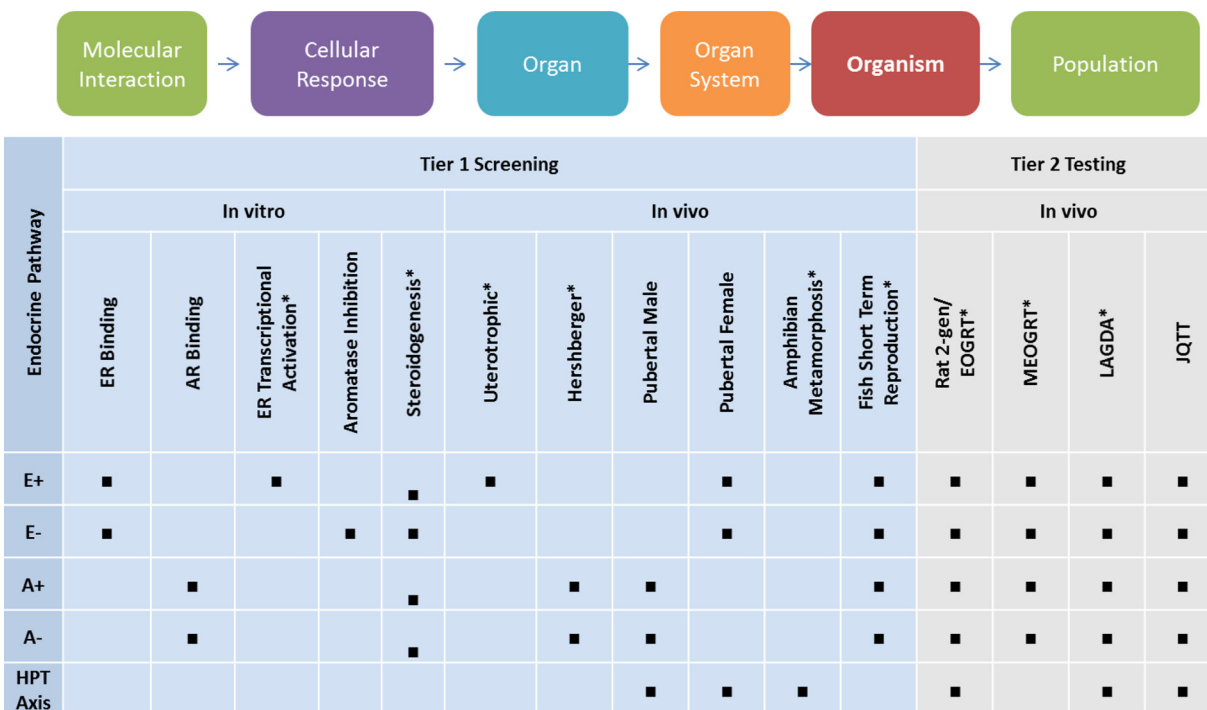 Molecular
Interaction
Cellular
Response
Organ
Organ
System
Organism
Population
Endocrine Pathway
Tier 1 Screening
Tier 2 Testing
In vitro
In vivo
In vivo
ER Binding
AR Binding
ER Transcriptional
Activation*
Aromatase Inhibition
Steroidogenesis*
Uterotrophic*
Hershberger*
Pubertal Male
Pubertal Female
Amphibian
Metamorphosis*
Fish Short Term
Reproduction*
Rat 2-gen/
EOGRT*
MEOGRT*
LAGDA*
JQTT
E+
E-
A+
A-
HPT
Axis